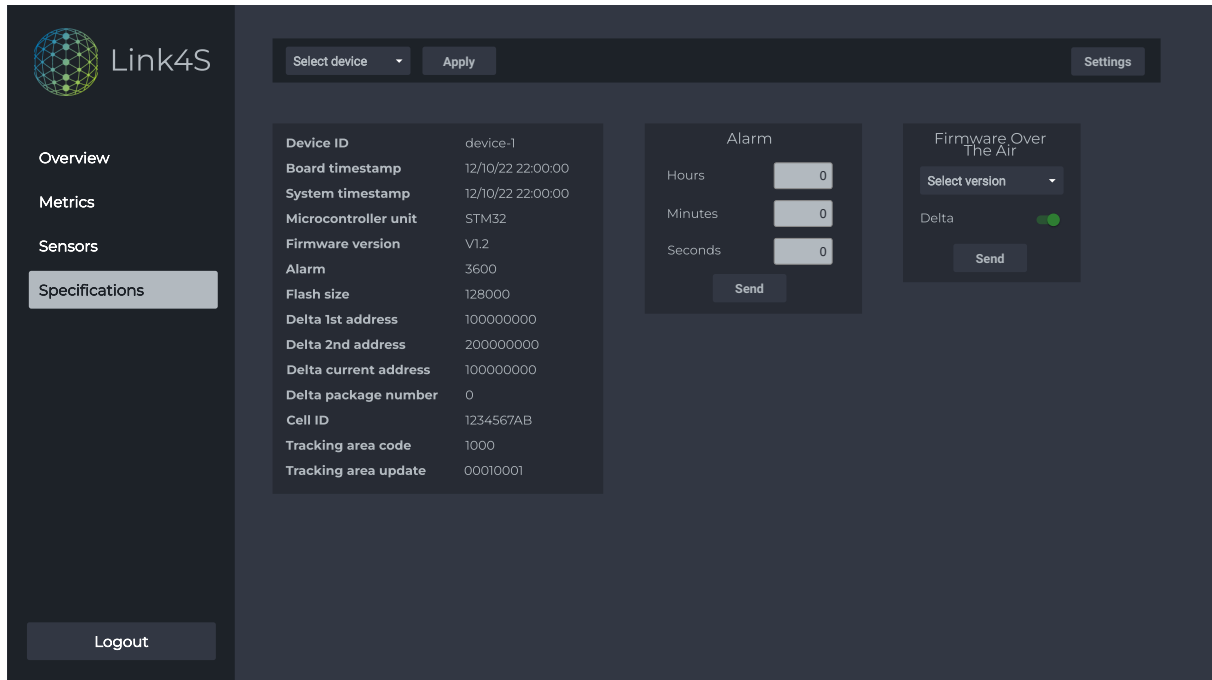 Link4S
Select device Apply Settings
Overview
Metrics
Sensors
Specifications
Logout
Device ID device-1
Board timestamp 12/10/22 22:00:00
System timestamp 12/10/22 22:00:00
Microcontroller unit STM32
Firmware version V1.2
Alarm 3600
Flash size 128000
Delta 1st address 100000000
Delta 2nd address 200000000
Delta current address 100000000
Delta package number 0
Cell ID 1234567AB
Tracking area code 1000
Tracking area update 00010001
Alarm
Hours 0
Minutes 0
Seconds 0
Send
Firmware Over
The Air
Select version
Delta
Send